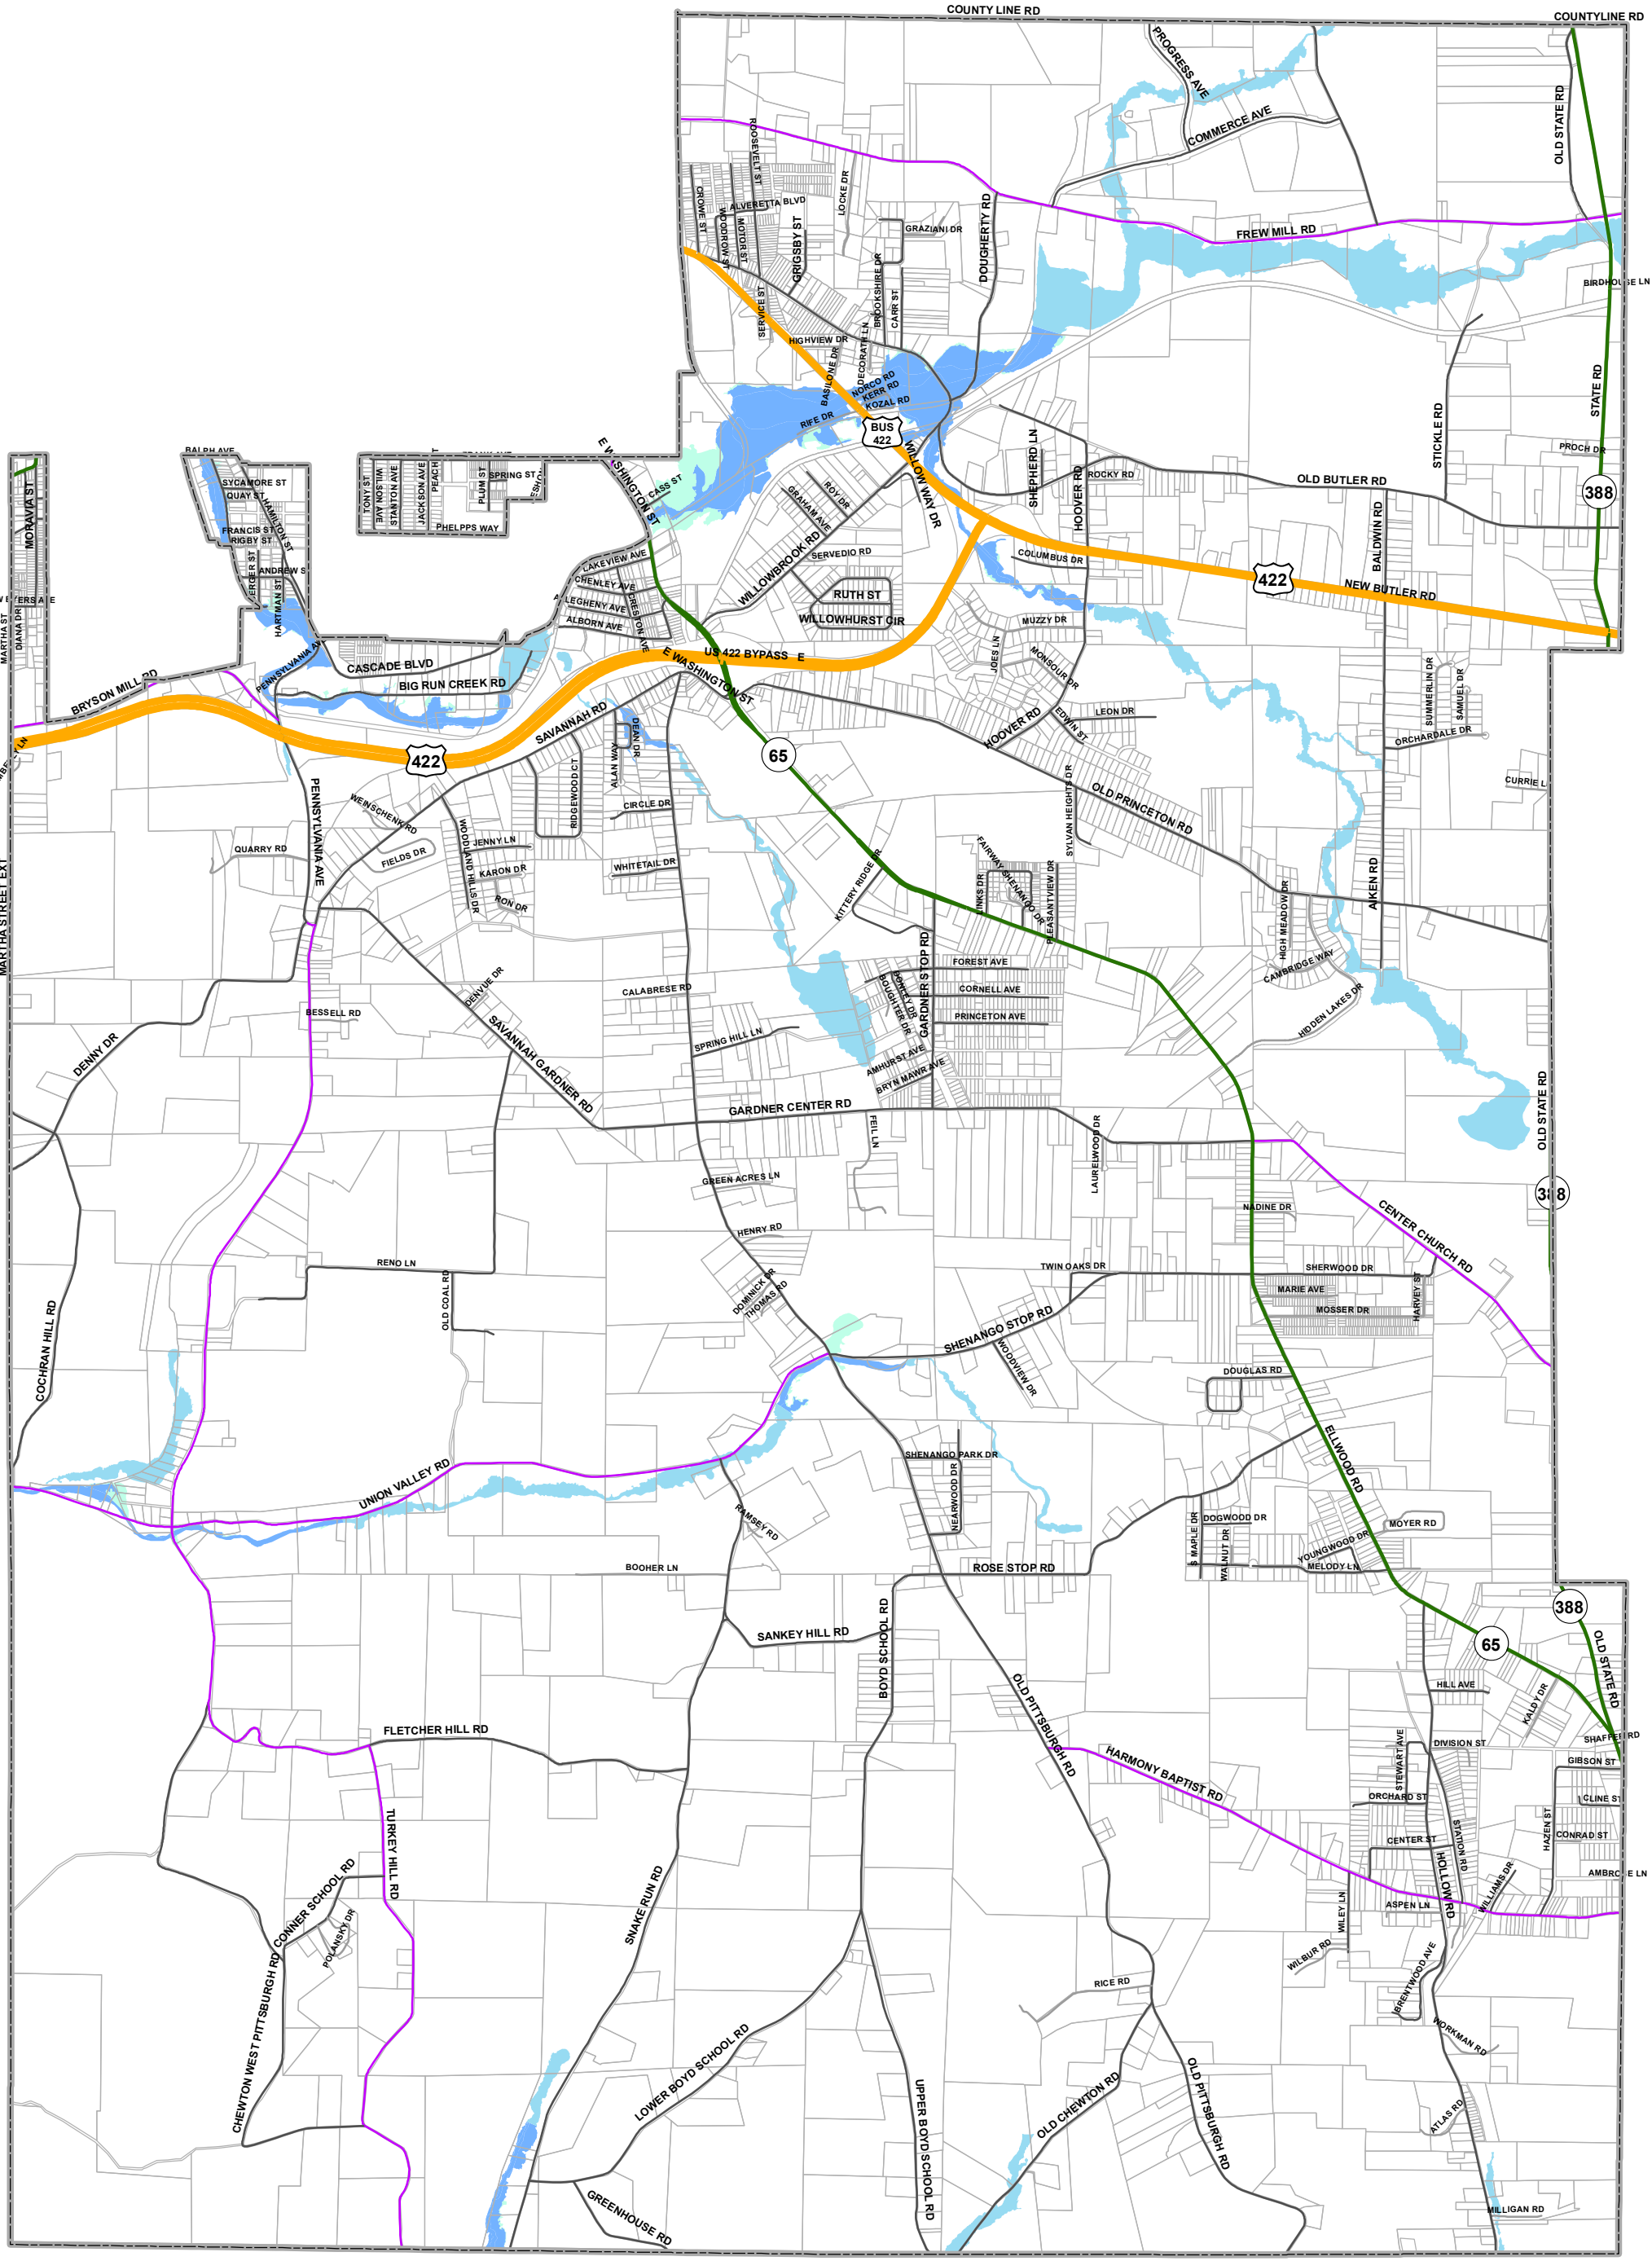 COUNTY LINE RD
COUNTYLINE RD
PROGRESS AVE
COMMERCE AVE
OLD STATE RD
ROOSEVELT ST
CROWE ST
WOODROW ST
MOTOR ST
ALVERETTA BLVD
LOCKE DR
GRIGSBY ST
GRAZIANI DR
DOUGHERTY RD
FREW MILL RD
BIRDHOUSE LN
SERVICE ST
BROOKSHIRE DR
CARR ST
HIGHVIEW DR
BASILONE DR
DECORATH LN
NORCO RD
KERR RD
KOZAL RD
RIFE DR
BUS
422
STATE RD
STICKLE RD
PROCH DR
388
E WASHINGTON ST
CASS ST
WILLOW WAY DR
SHEPHERD LN
HOOVER RD
ROCKY RD
OLD BUTLER RD
BALDWIN RD
ROY DR
GRAHAM AVE
SERVEDIO RD
WILLOWBROOK RD
COLUMBUS DR
422
NEW BUTLER RD
RUTH ST
WILLOWHURST CIR
MORAVIA ST
RALPH AVE
SYCAMORE ST
QUAY ST
HAMILTON ST
FRANCIS ST
RIGBY ST
ANDREW S
HARTMAN ST
TONY ST
WILSON AVE
STANTON AVE
JACKSON AVE
PEACH ST
PLUM ST
SPRING ST
PHELPPS WAY
LAKEVIEW AVE
CHENLEY AVE
ALLEGHENY AVE
CRESTON AVE
ALBORN AVE
MARTHA ST
DIANA DR
PENNSYLVANIA AVE
CASCADE BLVD
BIG RUN CREEK RD
BRYSON MILL RD
US 422 BYPASS E
E WASHINGTON ST
MUZZY DR
JOES LN
MONSOUR DR
LEON DR
EDWIN ST
HOOVER RD
SUMMERLIN DR
SAMUEL DR
ORCHARDALE DR
CURRIE L
422
SAVANNAH RD
DEAN DR
ALAN WAY
RIDGEWOOD CT
CIRCLE DR
65
OLD PRINCETON RD
SYLVAN HEIGHTS DR
PENNSYLVANIA AVE
WEINSCHENK RD
FIELDS DR
QUARRY RD
WOODLAND HILLS DR
JENNY LN
KARON DR
RON DR
WHITETAIL DR
KITTERY RIDGE DR
LINKS DR
FAIRWAY SHENANGO DR
PLEASANTVIEW DR
AIKEN RD
HIGH MEADOW DR
CAMBRIDGE WAY
HIDDEN LAKES DR
MARTHA STREET EXT
GARDNER STOP RD
FOREST AVE
CORNELL AVE
PRINCETON AVE
DONLEY DR
BOUGHTER DR
AMHURST AVE
BRYN MAWR AVE
DENVUE DR
CALABRESE RD
SPRING HILL LN
BESSELL RD
DENNY DR
SAVANNAH GARDNER RD
GARDNER CENTER RD
FEIL LN
LAURELWOOD DR
OLD STATE RD
388
GREEN ACRES LN
NADINE DR
CENTER CHURCH RD
HENRY RD
RENO LN
OLD COAL RD
DOMINICK DR
THOMAS RD
TWIN OAKS DR
SHERWOOD DR
MARIE AVE
MOSSER DR
HARVEY ST
COCHRAN HILL RD
SHENANGO STOP RD
WOODVIEW DR
DOUGLAS RD
ELLWOOD RD
UNION VALLEY RD
SHENANGO PARK DR
NEARWOOD DR
RAMSEY RD
S MAPLE DR
DOGWOOD DR
WALNUT DR
YOUNGWOOD DR
MELODY LN
MOYER RD
BOOHER LN
ROSE STOP RD
388
65
SANKEY HILL RD
BOYD SCHOOL RD
OLD STATE RD
HILL AVE
KALDY DR
SHAFFER RD
FLETCHER HILL RD
OLD PITTSBURGH RD
HARMONY BAPTIST RD
DIVISION ST
STEWART AVE
GIBSON ST
CLINE ST
ORCHARD ST
STATION RD
HAZEN ST
CONRAD ST
CENTER ST
HOLLOW RD
AMBROSE LN
WILLIAMS DR
ASPEN LN
WILEY LN
TURKEY HILL RD
CONNER SCHOOL RD
POLANSKY DR
SNAKE RUN RD
WILBUR RD
BRENTWOOD AVE
RICE RD
WORKMAN RD
CHEWTON WEST PITTSBURGH RD
LOWER BOYD SCHOOL RD
UPPER BOYD SCHOOL RD
OLD CHEWTON RD
OLD PITTSBURGH RD
ATLAS RD
MILLIGAN RD
GREENHOUSE RD